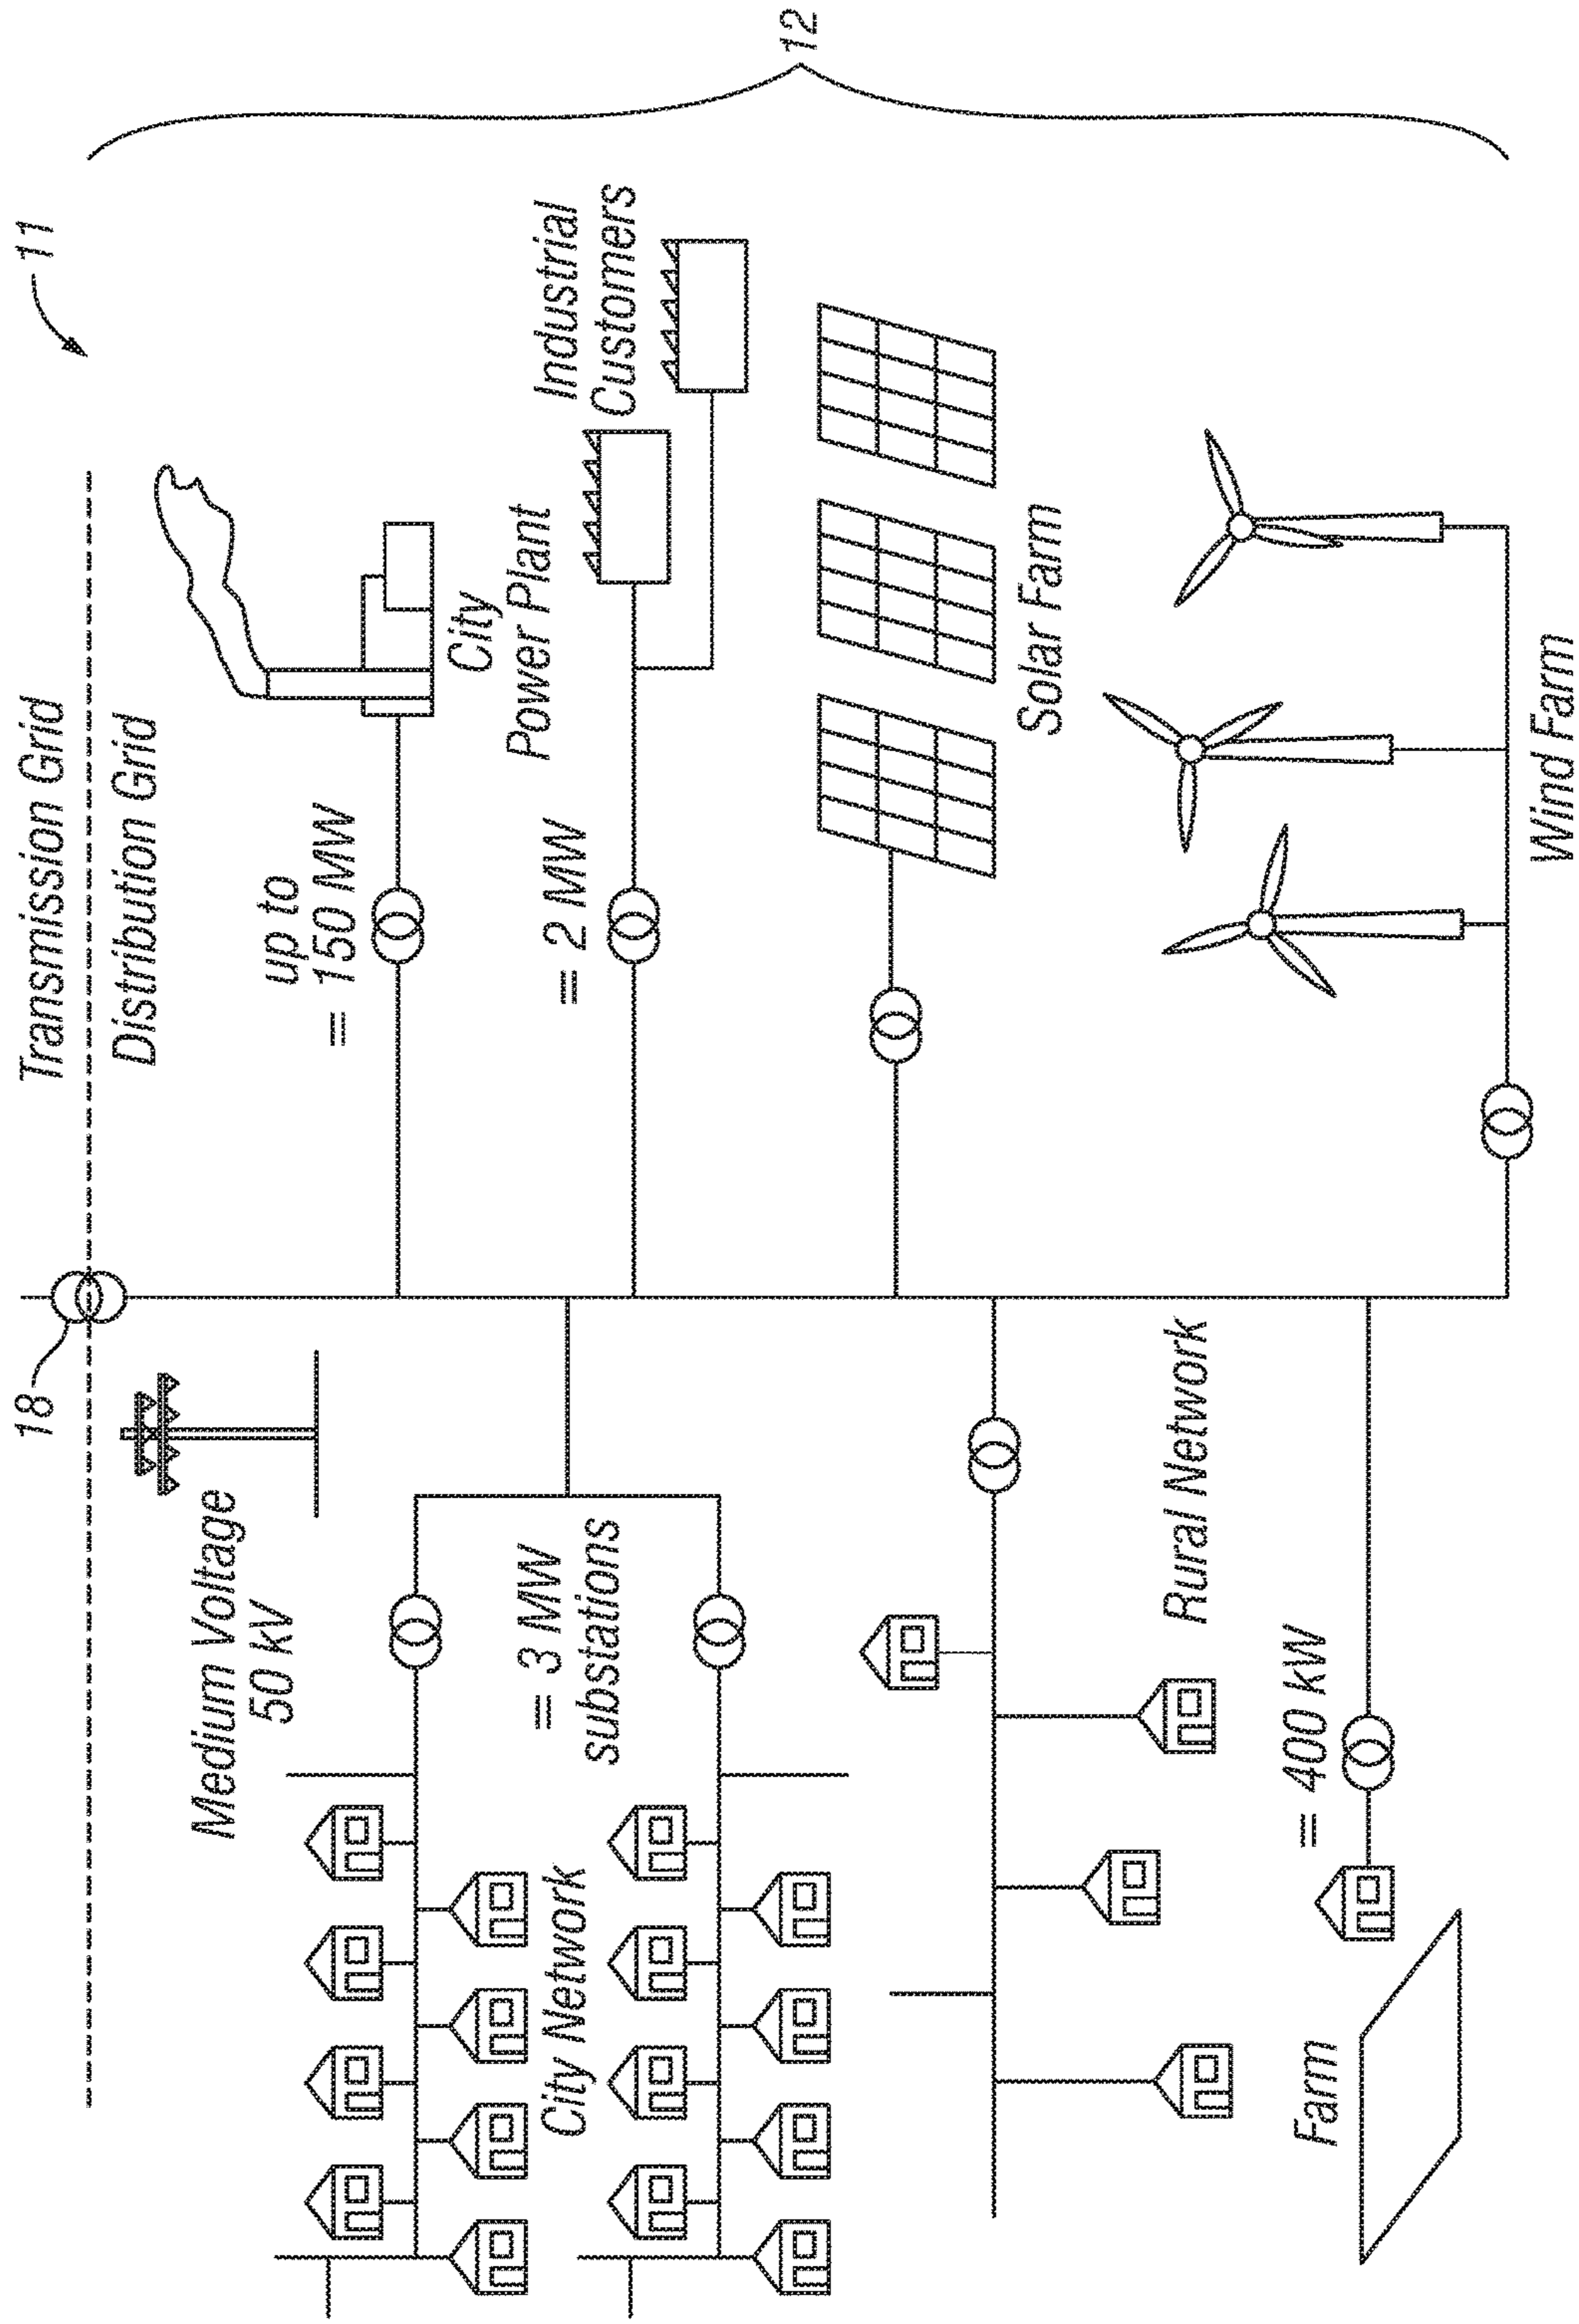 11
Transmission Grid
18
Distribution Grid
Medium Voltage
50 kV
up to
= 150 MW
City
Power Plant
= 3 MW
substations
City Network
= 2 MW
Industrial
Customers
12
Solar Farm
Rural Network
= 400 kW
Farm
Wind Farm